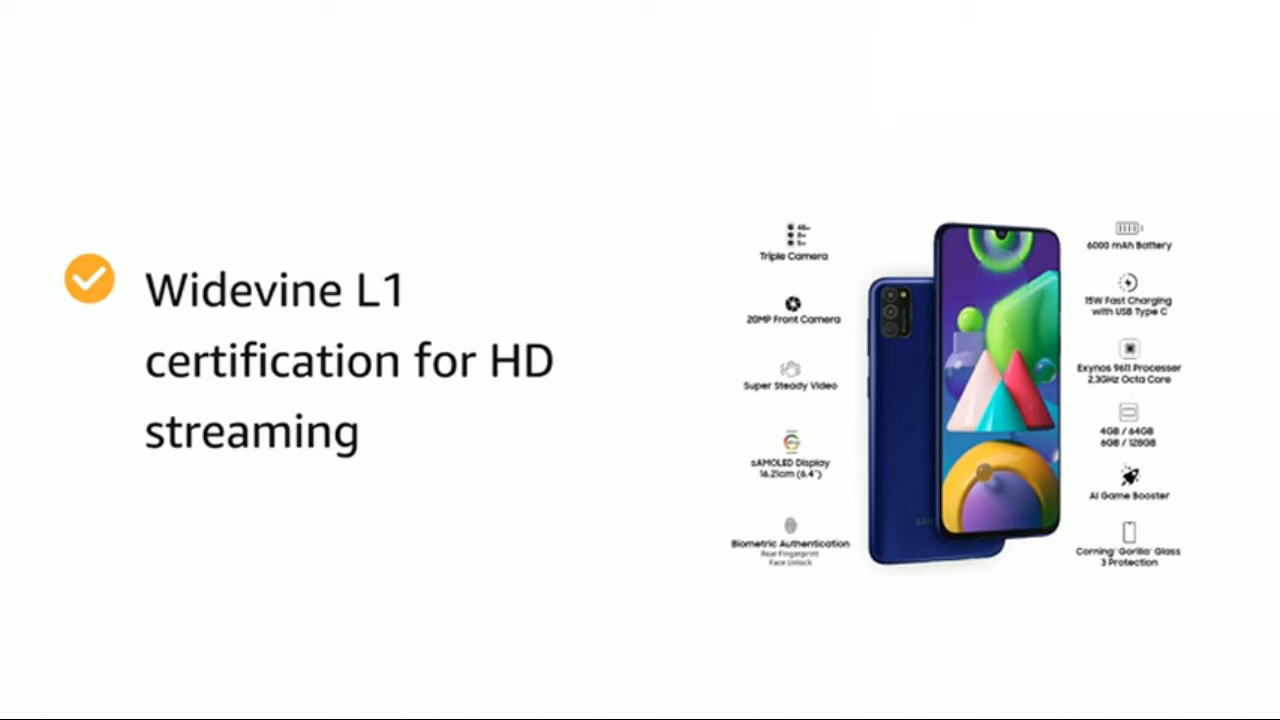 Widevine L1
certification for HD
streaming
Triple Camera
20MP Front Camera
Super Steady Video
sAMOLED Display
16.21cm (6.4")
Biometric Authentication
Rear Fingerprint
Face Unlock
6000 mAh Battery
15W Fast Charging
with USB Type C
Exynos 9611 Processer
2.3GHz Octa Core
4GB / 64GB
6GB / 128GB
AI Game Booster
Corning® Gorilla® Glass
3 Protection